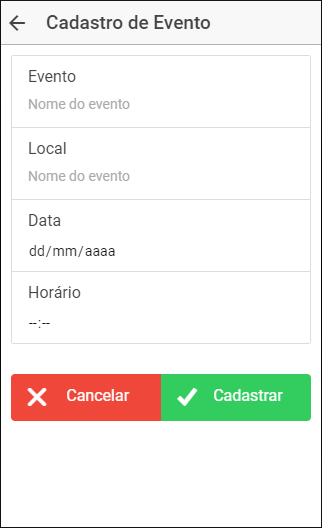 Cadastro de Evento
Evento
Nome do evento
Local
Nome do evento
Data
dd/mm/aaaa
Horário
--:--
Cancelar
Cadastrar